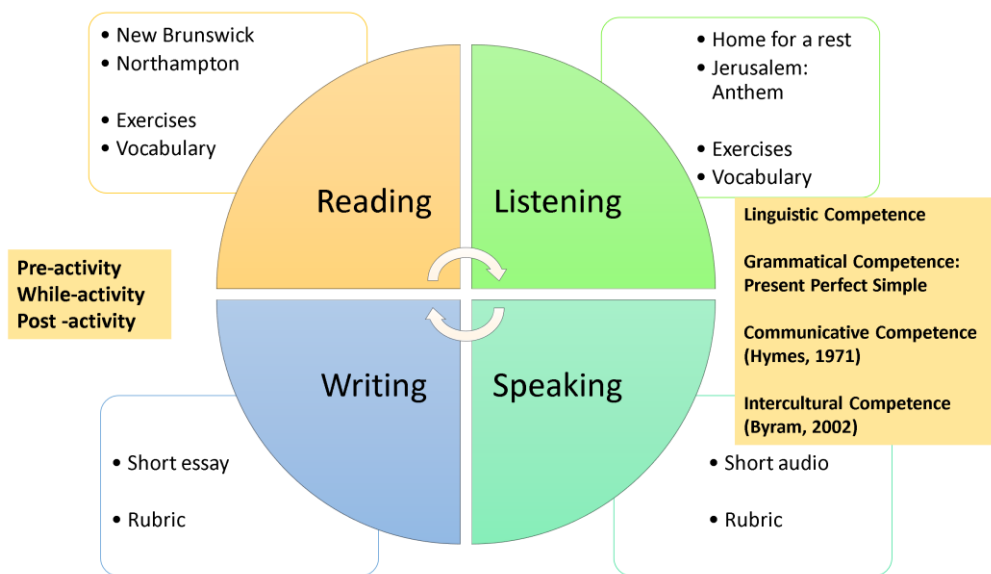 • New Brunswick
• Northampton
• Exercises
• Vocabulary
• Home for a rest
• Jerusalem:
Anthem
• Exercises
• Vocabulary
Reading
Listening
Pre-activity
While-activity
Post -activity
Linguistic Competence
Grammatical Competence:
Present Perfect Simple
Communicative Competence
(Hymes, 1971)
Intercultural Competence
(Byram, 2002)
Writing
Speaking
• Short essay
• Rubric
• Short audio
• Rubric